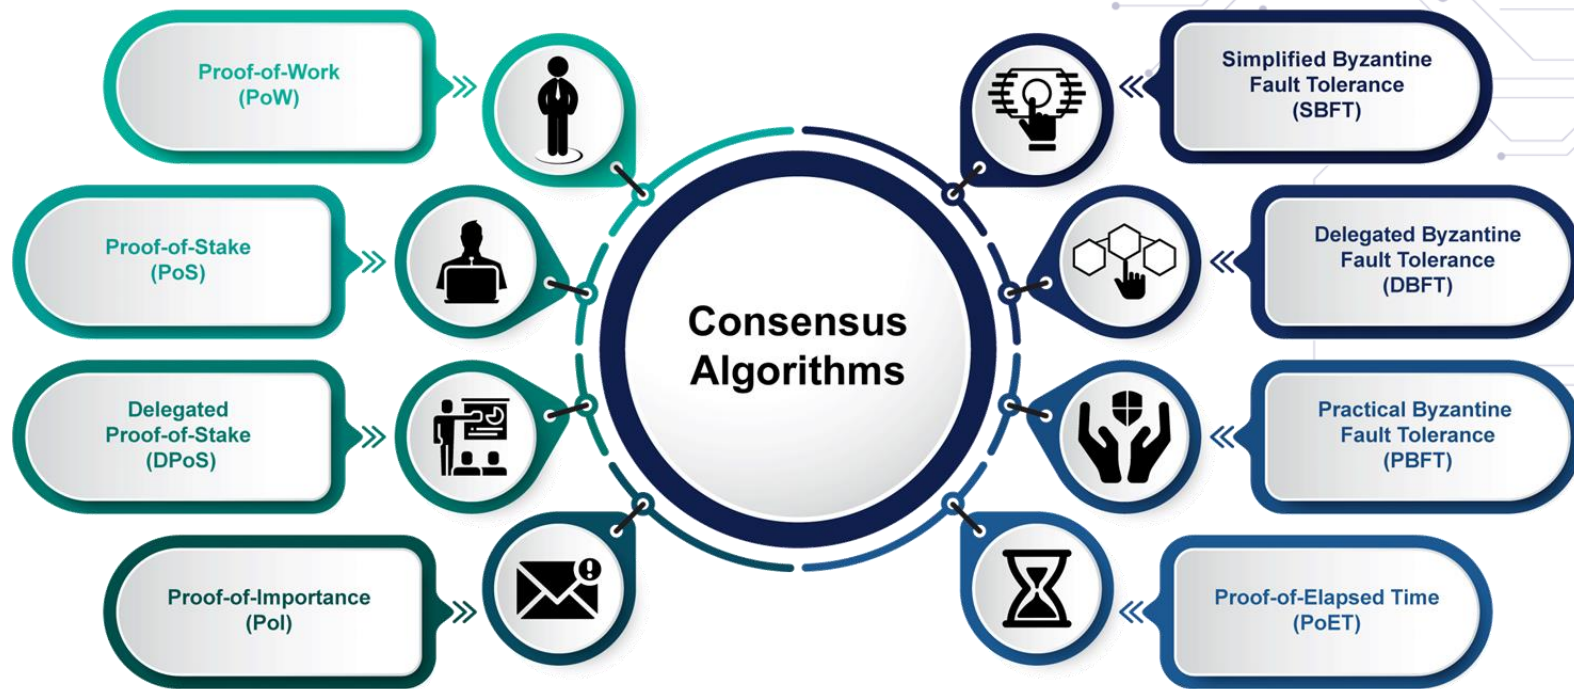 Proof-of-Work
(PoW)
Proof-of-Stake
(PoS)
Delegated
Proof-of-Stake
(DPoS)
Proof-of-Importance
(PoI)
Consensus
Algorithms
Simplified Byzantine
Fault Tolerance
(SBFT)
Delegated Byzantine
Fault Tolerance
(DBFT)
Practical Byzantine
Fault Tolerance
(PBFT)
Proof-of-Elapsed Time
(PoET)